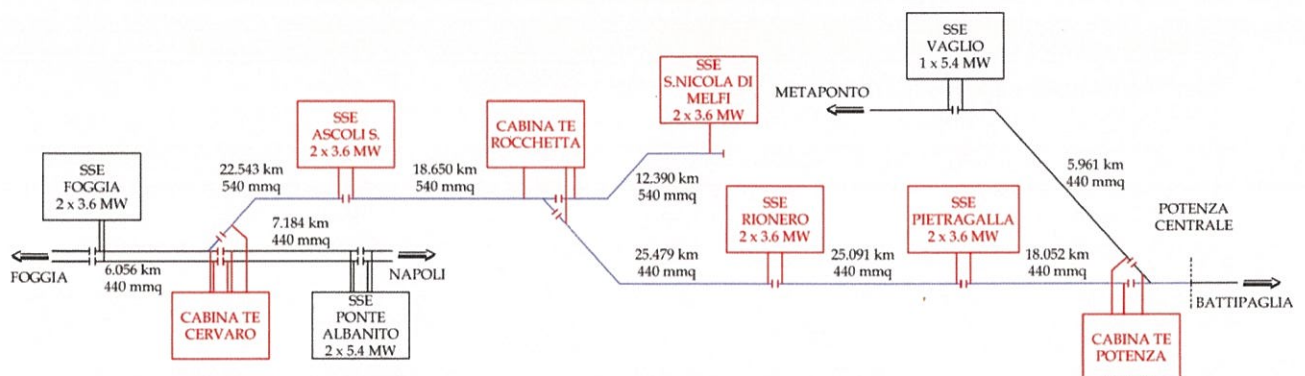 SSE
VAGLIO
1 x 5.4 MW
METAPONTO
SSE
S.NICOLA DI
MELFI
2 x 3.6 MW
SSE
ASCOLI S.
2 x 3.6 MW
CABINA TE
ROCCHETTA
22.543 km
540 mmq
18.650 km
540 mmq
12.390 km
540 mmq
5.961 km
440 mmq
SSE
FOGGIA
2 x 3.6 MW
7.184 km
440 mmq
SSE
RIONERO
2 x 3.6 MW
SSE
PIETRAGALLA
2 x 3.6 MW
POTENZA
CENTRALE
FOGGIA
6.056 km
440 mmq
NAPOLI
25.479 km
440 mmq
25.091 km
440 mmq
18.052 km
440 mmq
BATTIPAGLIA
CABINA TE
CERVARO
SSE
PONTE
ALBANITO
2 x 5.4 MW
CABINA TE
POTENZA